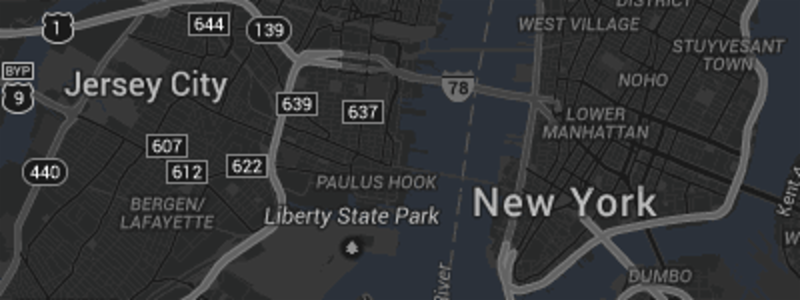 DISTRICT
1
644
139
WEST VILLAGE
STUYVESANT
TOWN
BYP
9
Jersey City
78
NOHO
639
637
LOWER
MANHATTAN
607
612
622
440
PAULUS HOOK
BERGEN/
LAFAYETTE
Liberty State Park
New York
Kent
River
DUMBO